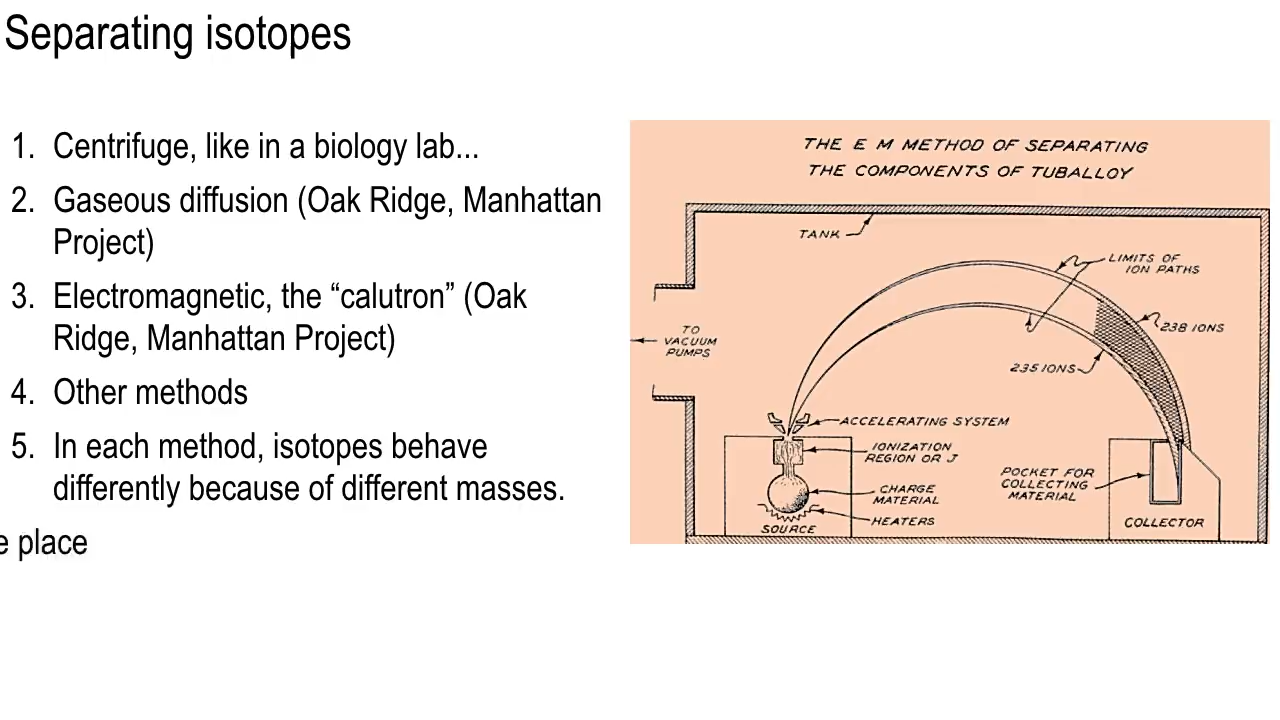 Separating isotopes
1. Centrifuge, like in a biology lab...
2. Gaseous diffusion (Oak Ridge, Manhattan
Project)
3. Electromagnetic, the “calutron” (Oak
Ridge, Manhattan Project)
4. Other methods
5. In each method, isotopes behave
differently because of different masses.
e place
THE E M METHOD OF SEPARATING
THE COMPONENTS OF TUBALLOY
TANK
LIMITS OF
ION PATHS
238 IONS
TO
VACUUM
PUMPS
235 IONS
ACCELERATING SYSTEM
IONIZATION
REGION OR J
POCKET FOR
COLLECTING
MATERIAL
CHARGE
MATERIAL
HEATERS
SOURCE
COLLECTOR